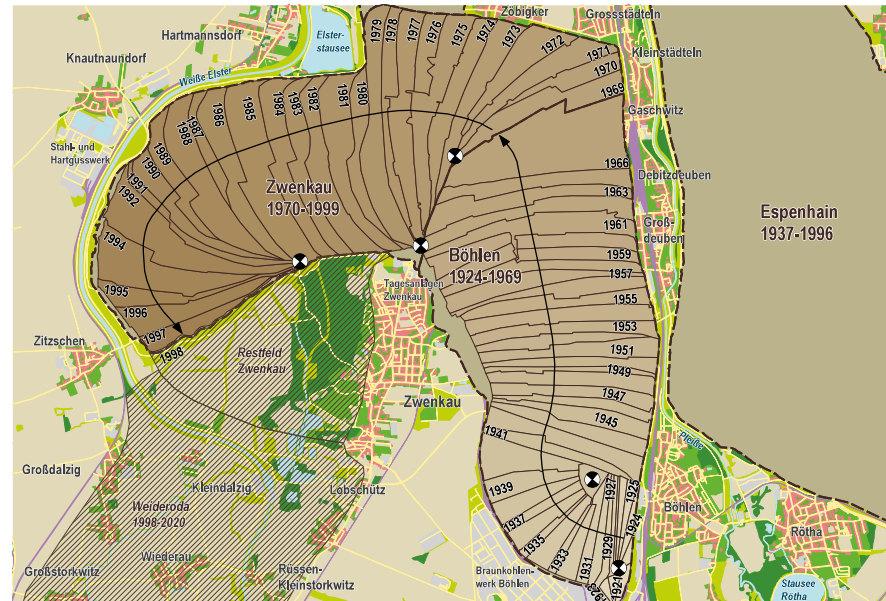 Zöbigker
Grossstädteln
Hartmannsdorf
Elster-
stausee
Kleinstädteln
Knautnaundorf
Weiße Elster
1979
1978
1977
1976
1975
1974
1973
1972
1971
1970
1969
1980
1981
1982
1983
1984
1985
1986
1987
1988
1989
1990
1991
1992
1994
1995
1996
1997
1998
Gaschwitz
Stahl- und
Hartgusswerk
Debitzdeuben
Groß-
deuben
Zwenkau
1970-1999
Böhlen
1924-1969
Espenhain
1937-1996
1966
1963
1961
1959
1957
1955
1953
1951
1949
1947
1945
1941
1939
1937
1935
1933
1931
1929
1927
1925
1924
1921
Tagesanlagen
Zwenkau
Zitzschen
Restfeld
Zwenkau
Zwenkau
Pleiße
Großdalzig
Kleindalzig
Löbschütz
Weideroda
1998-2020
Böhlen
Rötha
Wiederau
Großstorkwitz
Rüssen-
Kleinstorkwitz
Braunkohlen-
werk Böhlen
Stausee
Rötha